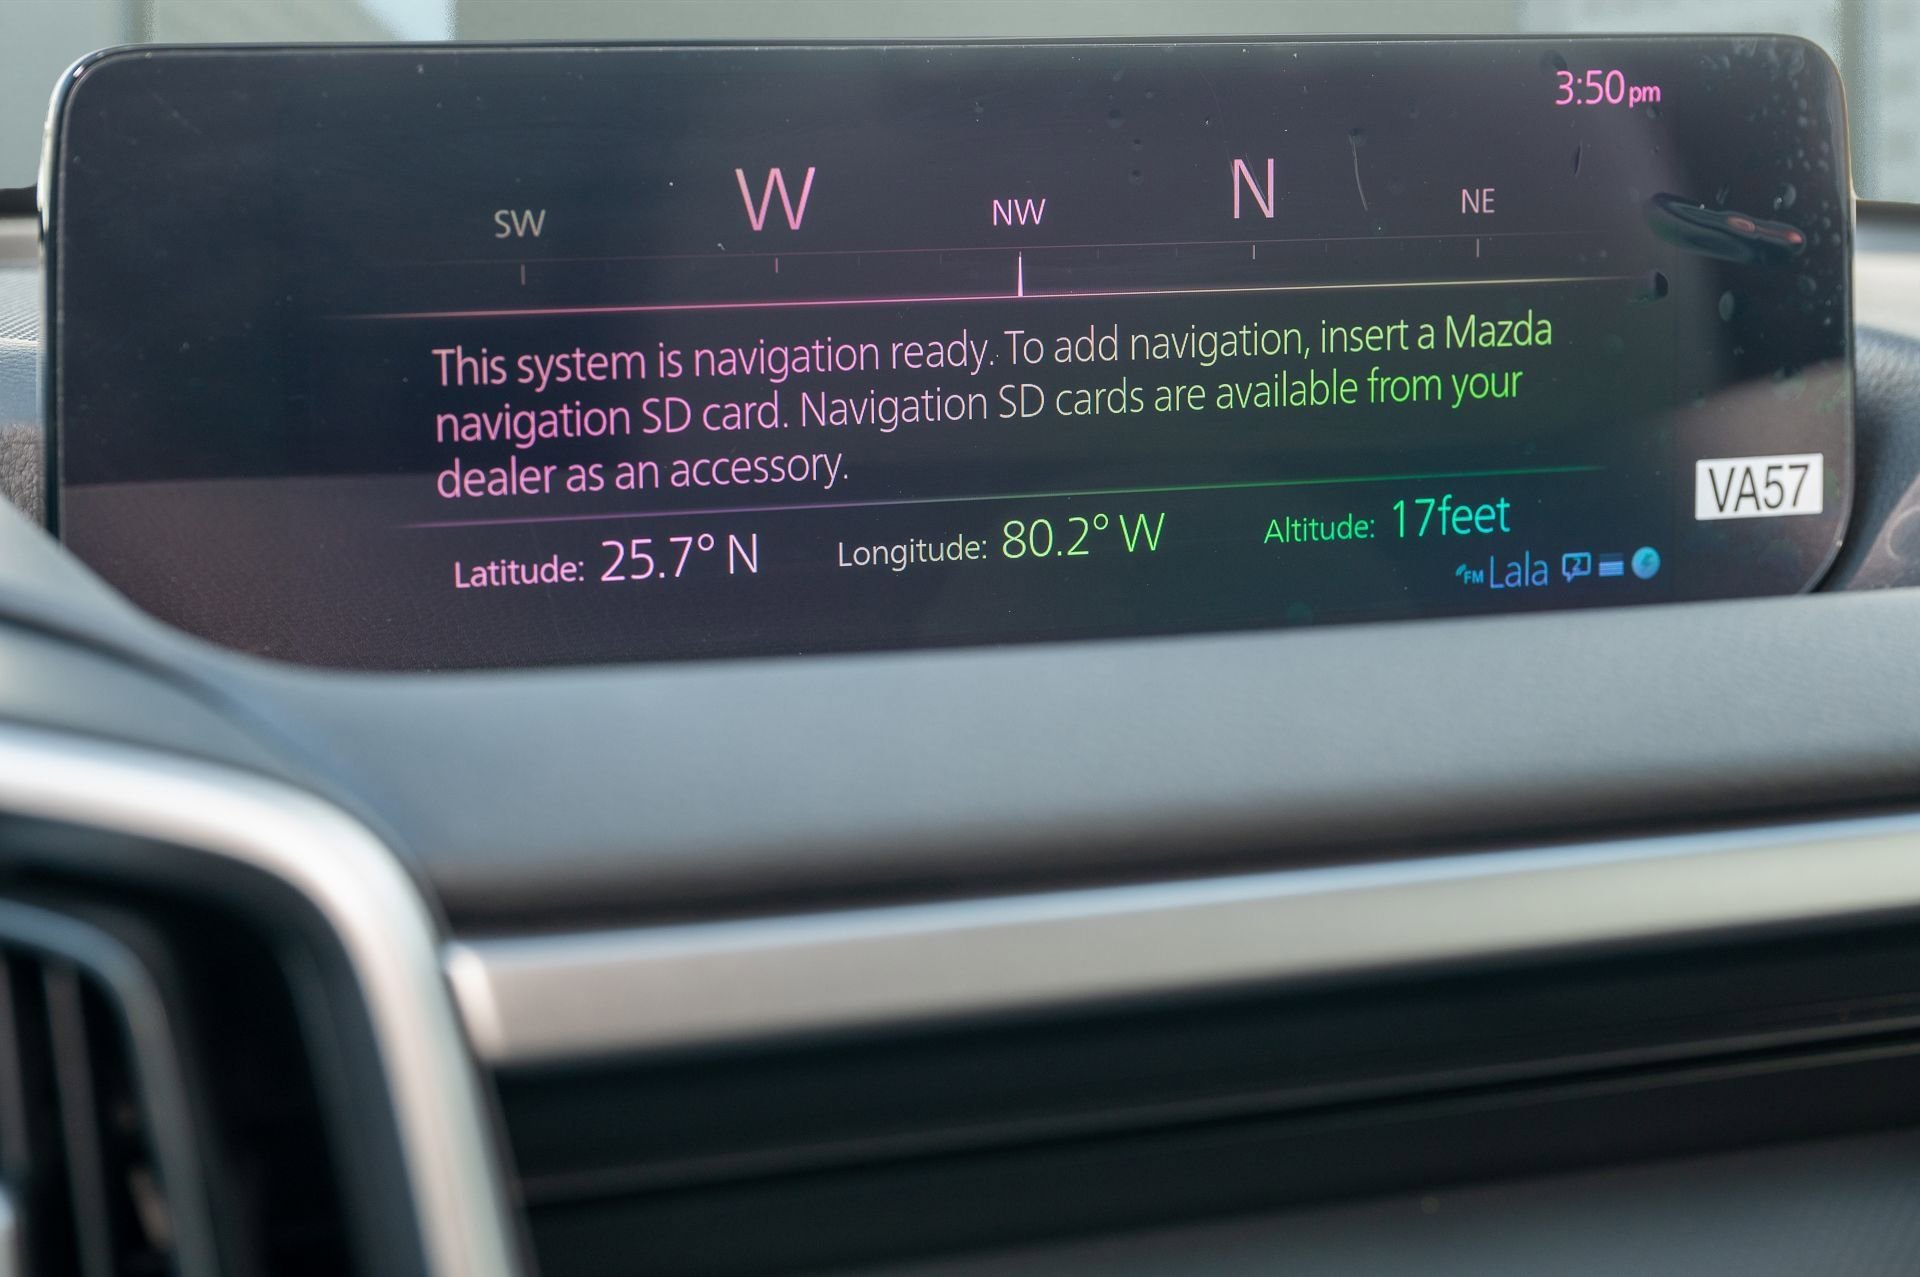 3:50pm
SW W NW N NE
This system is navigation ready. To add navigation, insert a Mazda
navigation SD card. Navigation SD cards are available from your
dealer as an accessory.
VA57
Latitude: 25.7° N Longitude: 80.2° W Altitude: 17feet
FM Lala 2